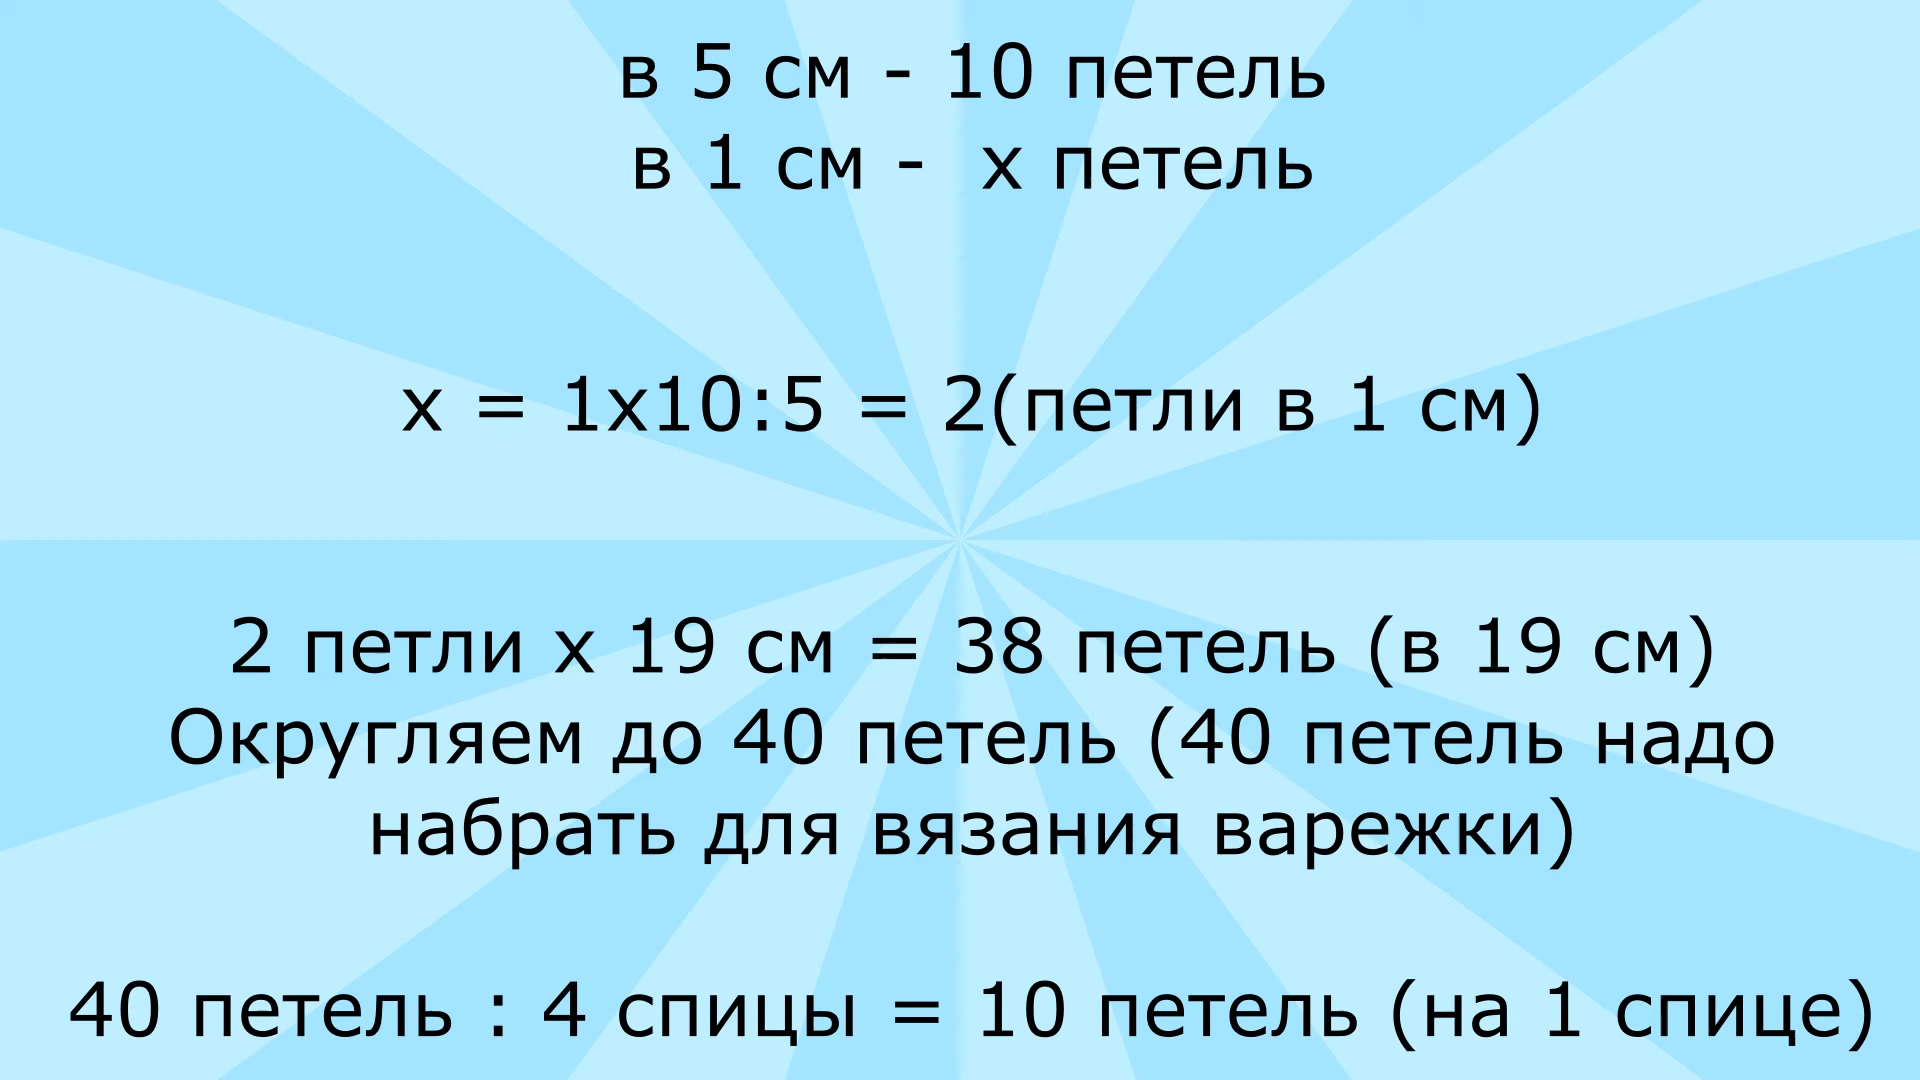 в 5 см - 10 петель
в 1 см - х петель
х = 1х10:5 = 2(петли в 1 см)
2 петли х 19 см = 38 петель (в 19 см)
Округляем до 40 петель (40 петель надо
набрать для вязания варежки)
40 петель : 4 спицы = 10 петель (на 1 спице)